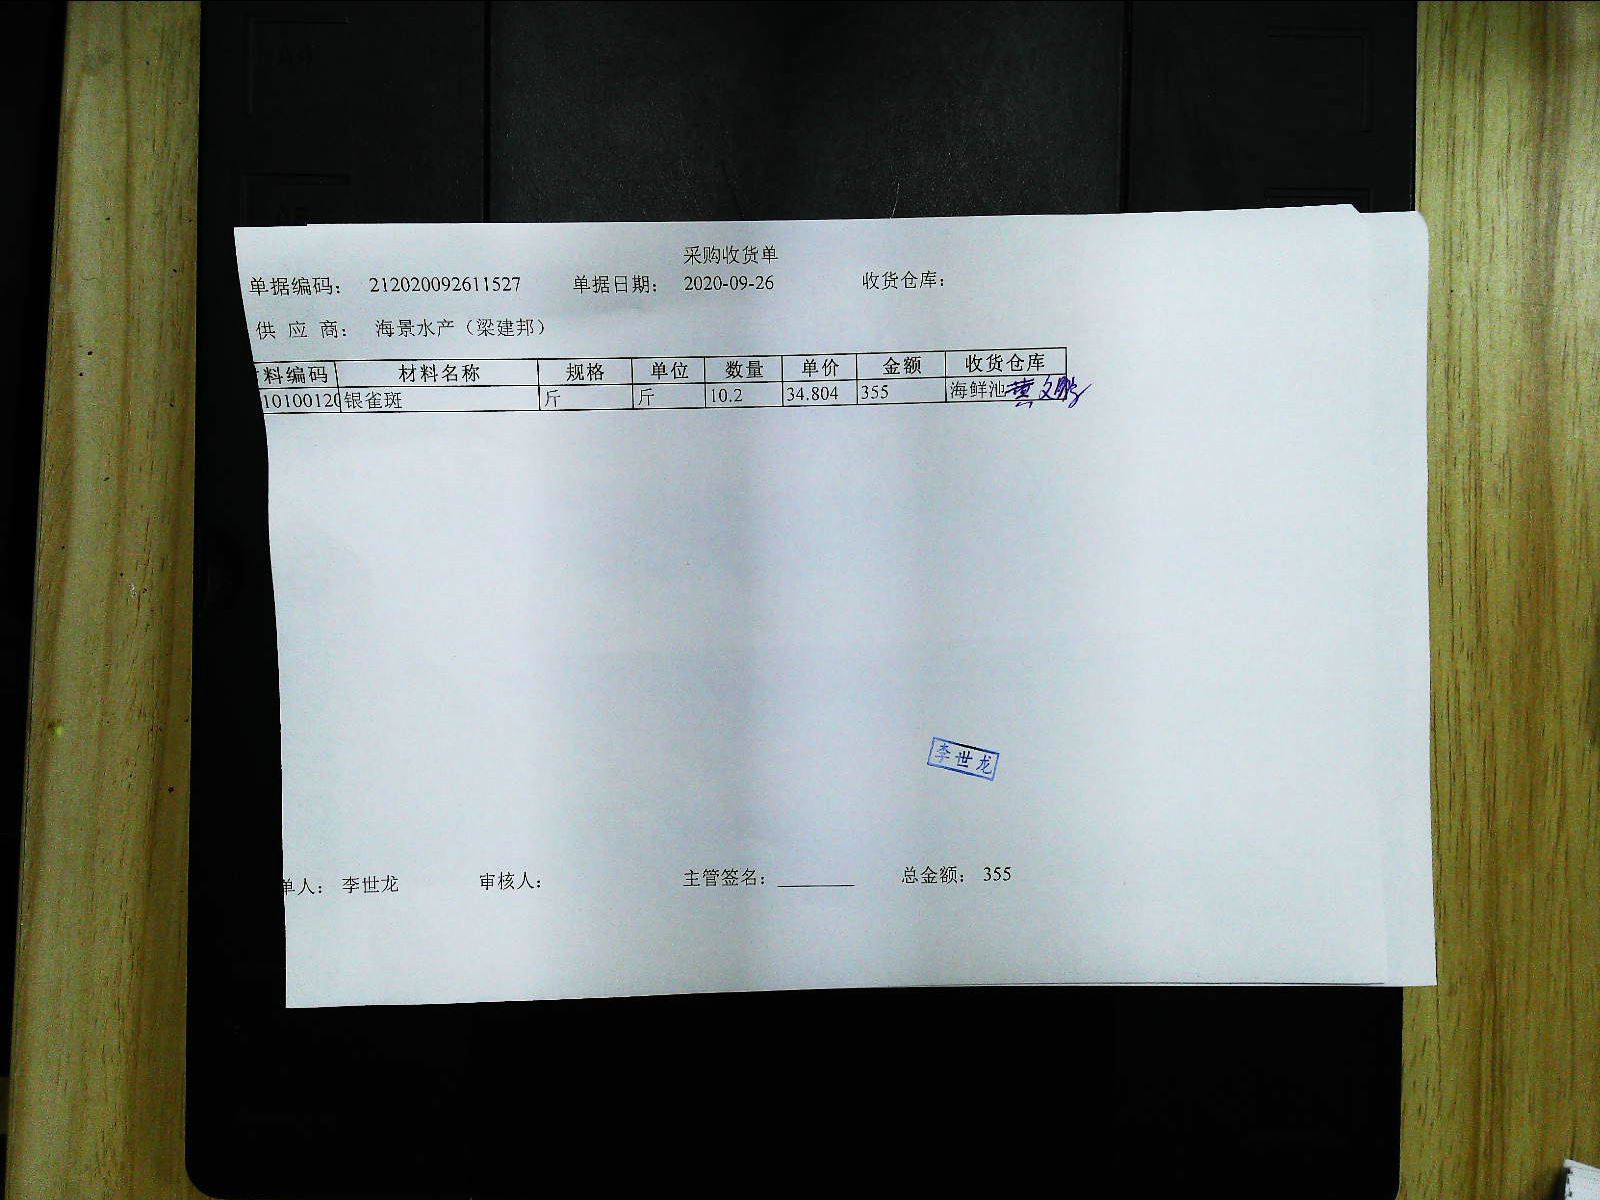 采购收货单
单据编码： 212020092611527 单据日期： 2020-09-26 收货仓库：
供 应 商： 海景水产（梁建邦）
料编码 材料名称 规格 单位 数量 单价 金额 收货仓库
10100120 银雀斑 斤 斤 10.2 34.804 355 海鲜池
李世龙
单人： 李世龙 审核人： 主管签名： 总金额： 355